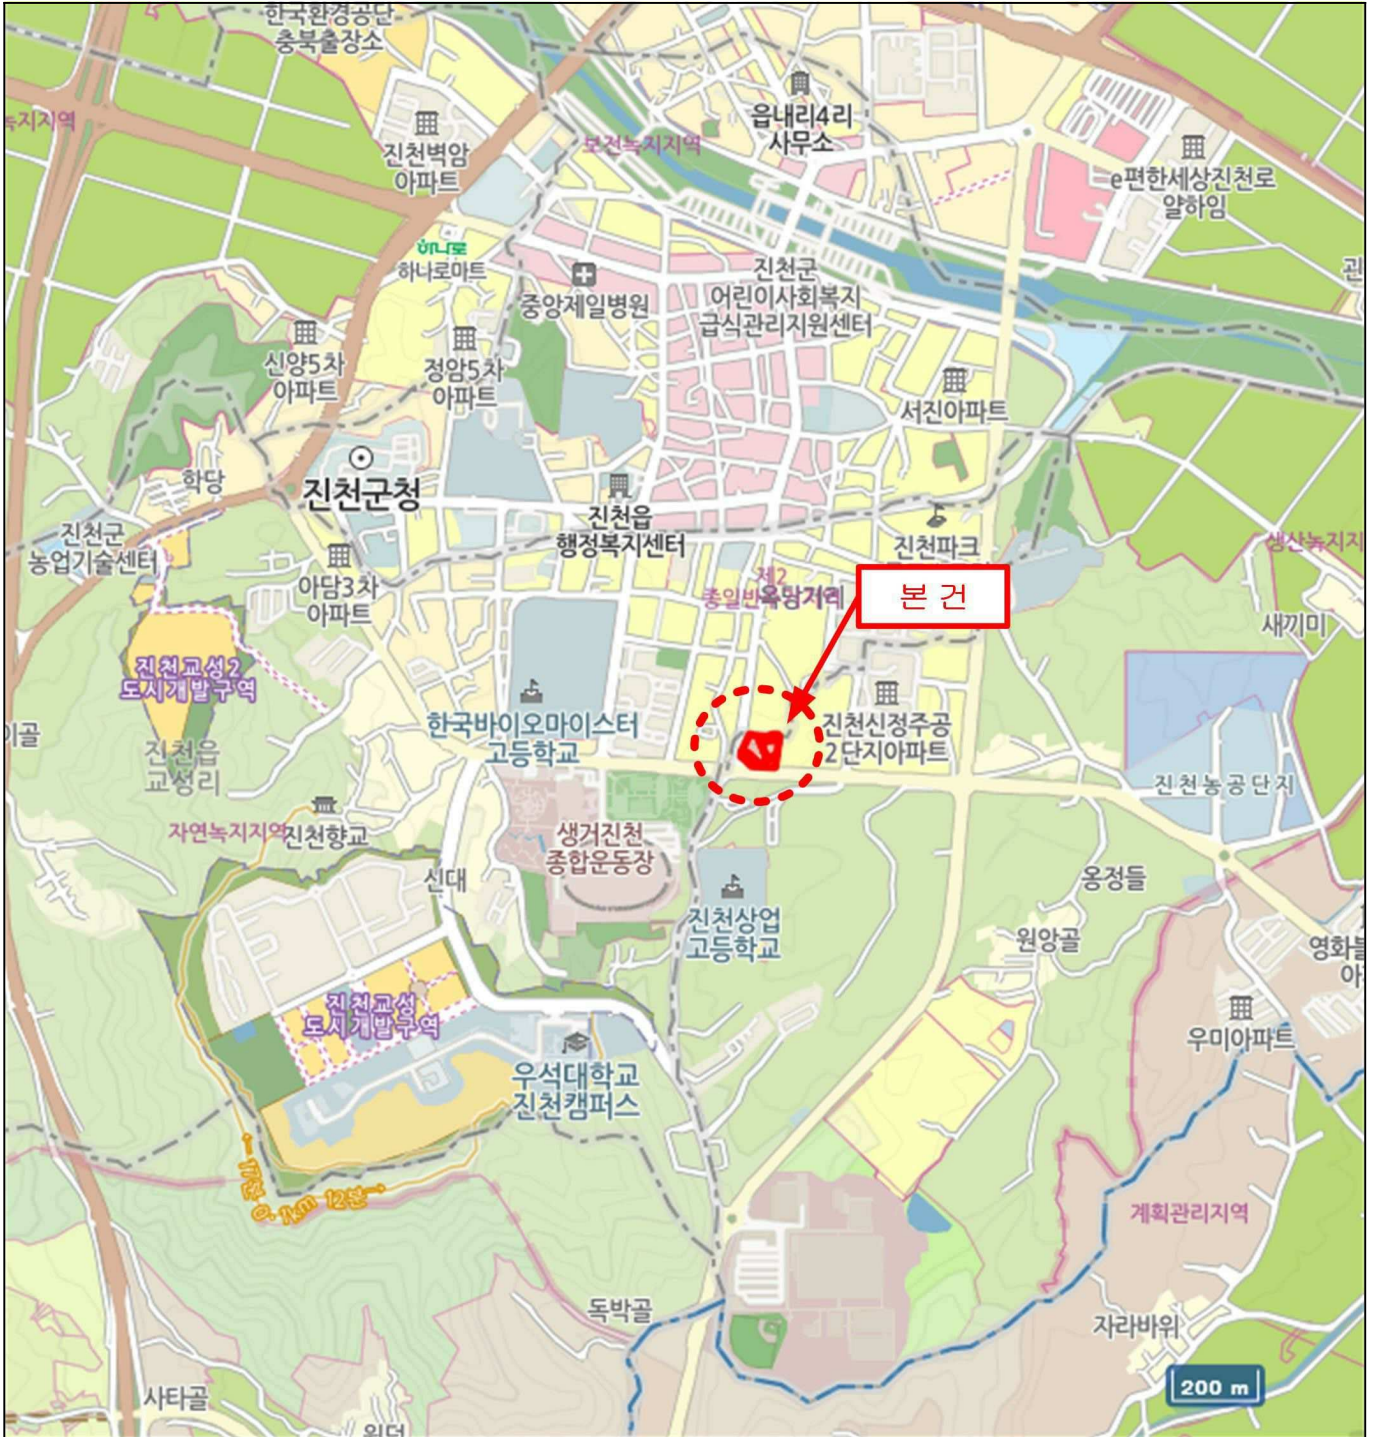 한국환경공단
충북출장소
녹지지역
진천벽암
아파트
보전녹지지역
읍내리4리
사무소
e편한세상진천로
얄하임
하나로
하나로마트
중앙제일병원
진천군
어린이사회복지
급식관리지원센터
신양5차
아파트
정암5차
아파트
서진아파트
학당
진천군청
진천읍
행정복지센터
진천파크
진천군
농업기술센터
아담3차
아파트
생산녹지지
제2
본 건
새끼미
진천교성2
도시개발구역
진천읍
교성리
한국바이오마이스터
고등학교
진천신정주공
2단지아파트
진천농공단지
자연녹지지역
진천향교
생거진천
종합운동장
신대
진천상업
고등학교
옹정들
원앙골
진천교성
도시개발구역
우미아파트
우석대학교
진천캠퍼스
0.7km 12분
계획관리지역
독박골
자라바위
사타골
200 m